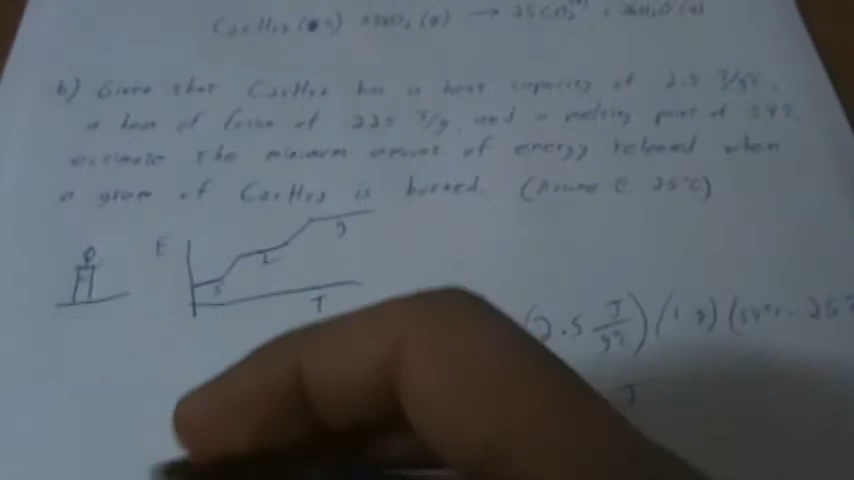 C25H52 (s) 38O2 (g) → 25CO2 + 26H2O (g)
b) Given that C25H52 has a heat capacity of 2.5 J/g°C,
a heat of fusion of 225 J/g, and a melting point of 54°C,
estimate the minimum amount of energy released when
a gram of C25H52 is burned. (Assume @ 25°C)
E
g
L
s
T
(2.5 J/g°C)(1 g)(54°C - 25°
J